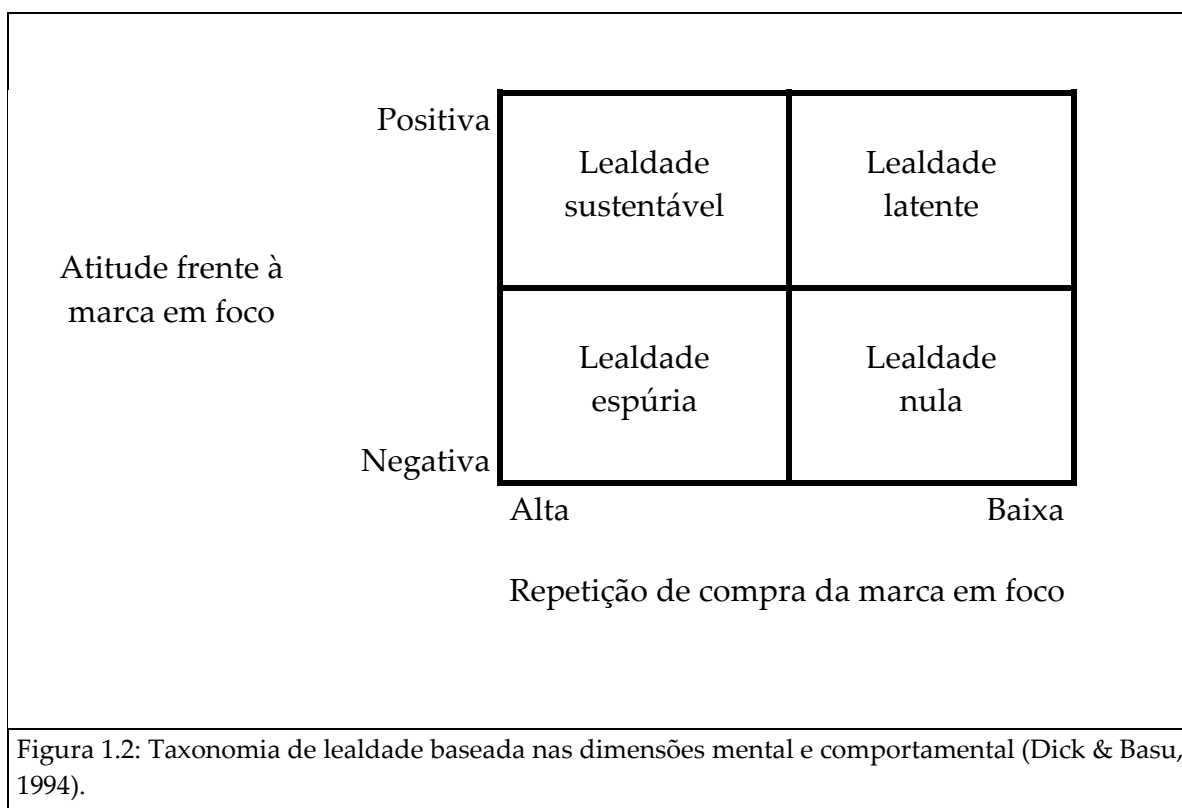 Positiva
Lealdade
sustentável
Lealdade
latente
Atitude frente à
marca em foco
Lealdade
espúria
Lealdade
nula
Negativa
Alta
Baixa
Repetição de compra da marca em foco
Figura 1.2: Taxonomia de lealdade baseada nas dimensões mental e comportamental (Dick & Basu,
1994).